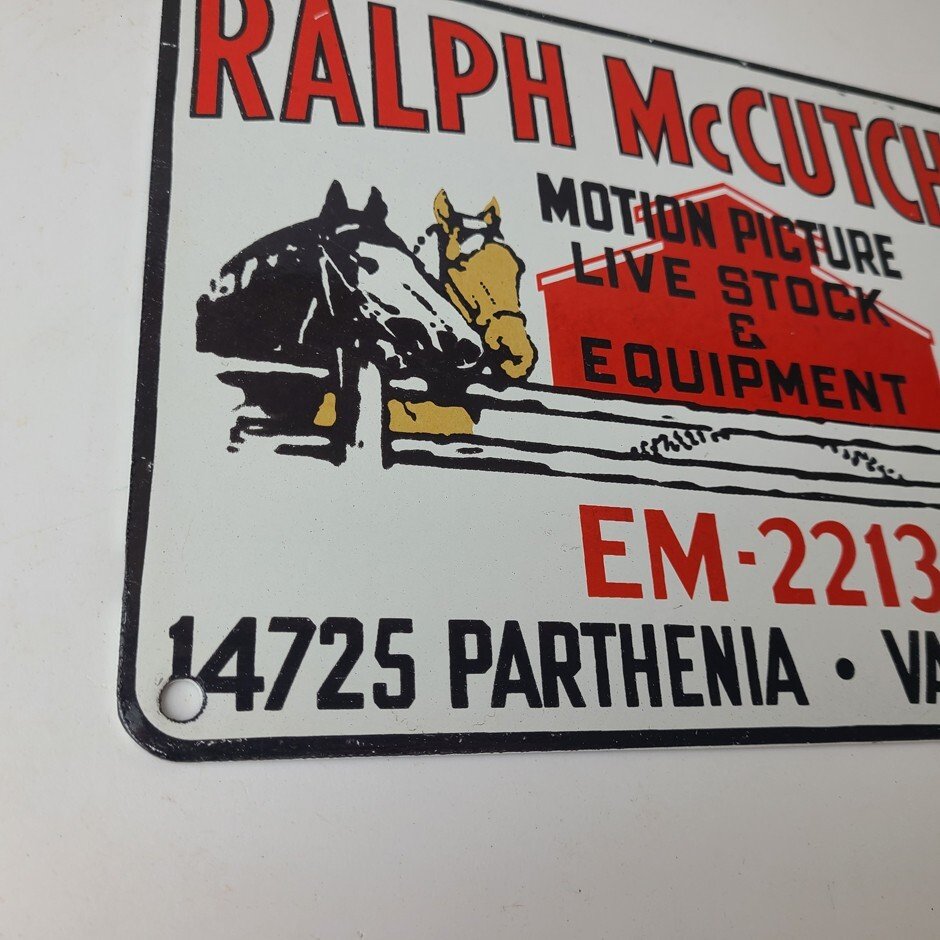 RALPH McCUTCH
MOTION PICTURE
LIVE STOCK
&
EQUIPMENT
EM-2213
14725 PARTHENIA • VA